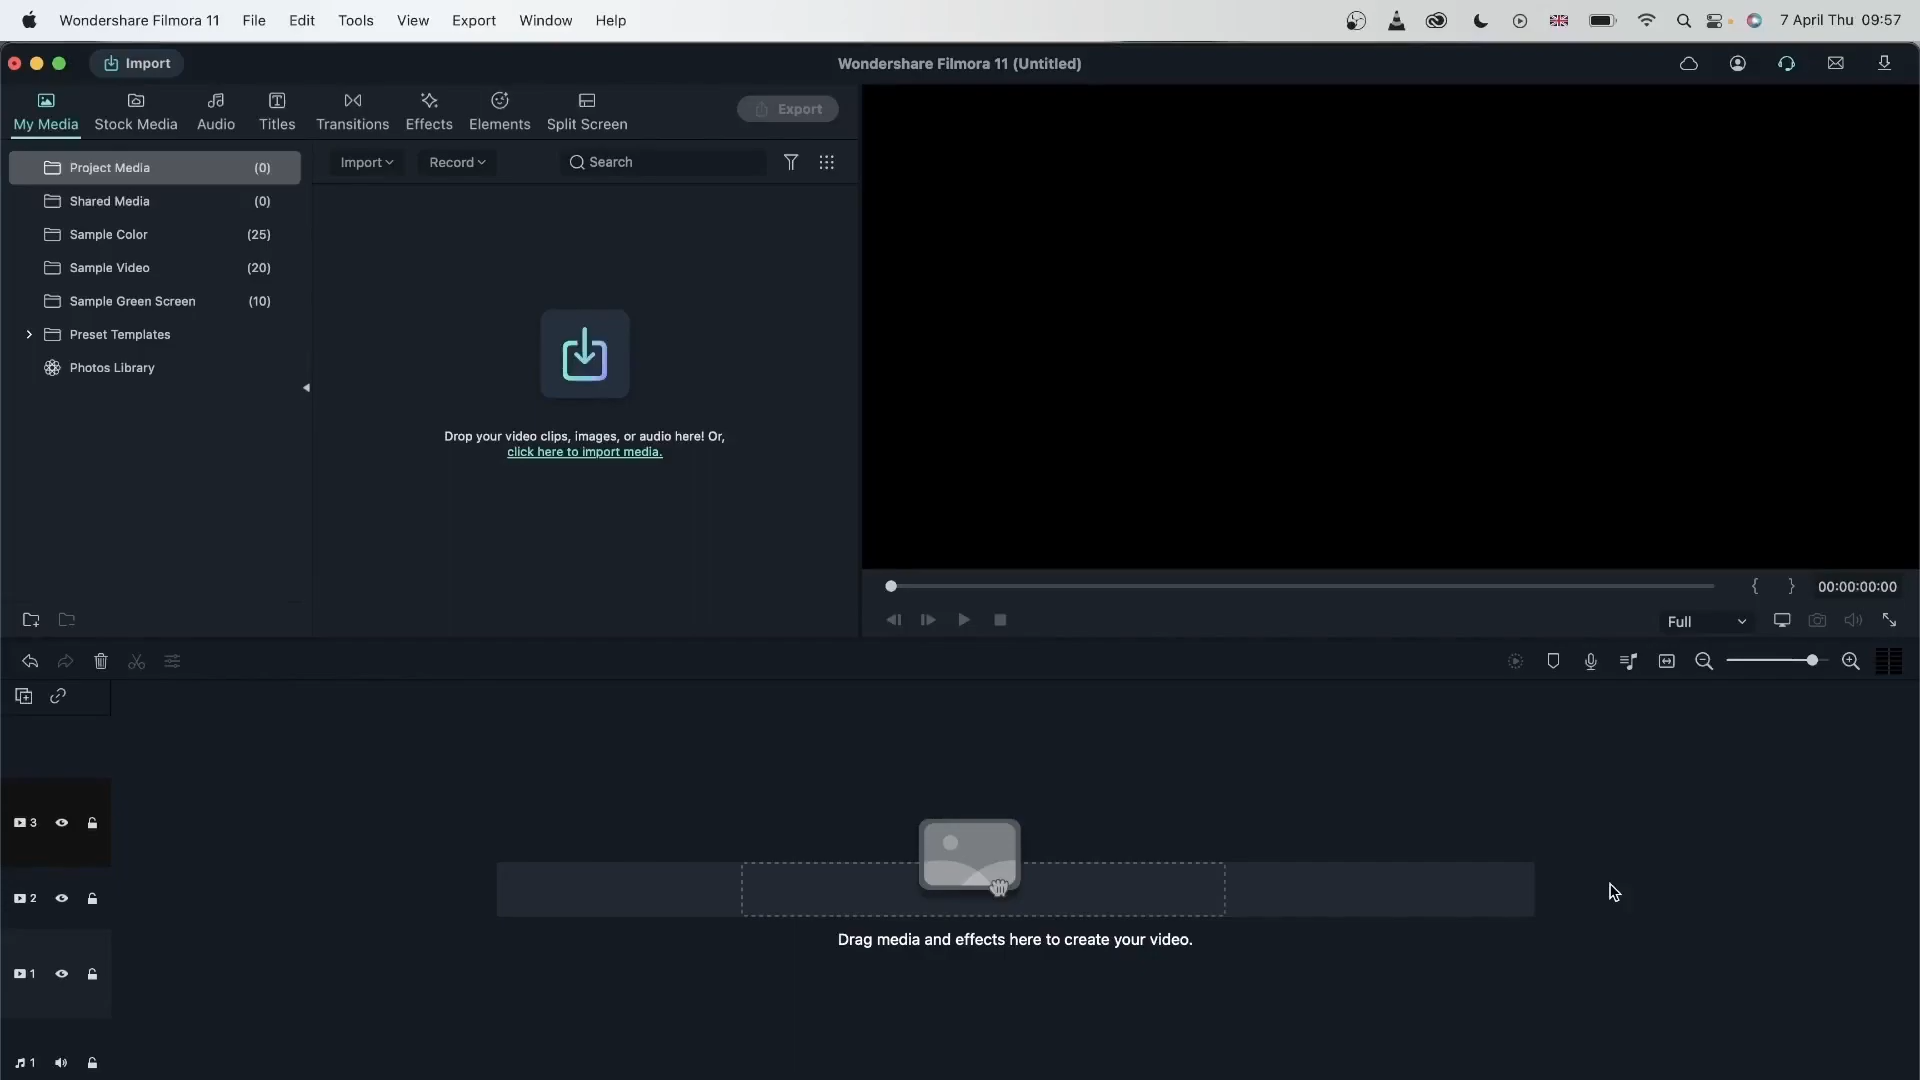 Wondershare Filmora 11 File Edit Tools View Export Window Help 7 April Thu 09:57
Import Wondershare Filmora 11 (Untitled)
My Media Stock Media Audio Titles Transitions Effects Elements Split Screen Export
Project Media (0) Import Record Search
Shared Media (0)
Sample Color (25)
Sample Video (20)
Sample Green Screen (10)
Preset Templates
Photos Library
Drop your video clips, images, or audio here! Or,
click here to import media.
{ } 00:00:00:00
Full
3
2
1
1
Drag media and effects here to create your video.